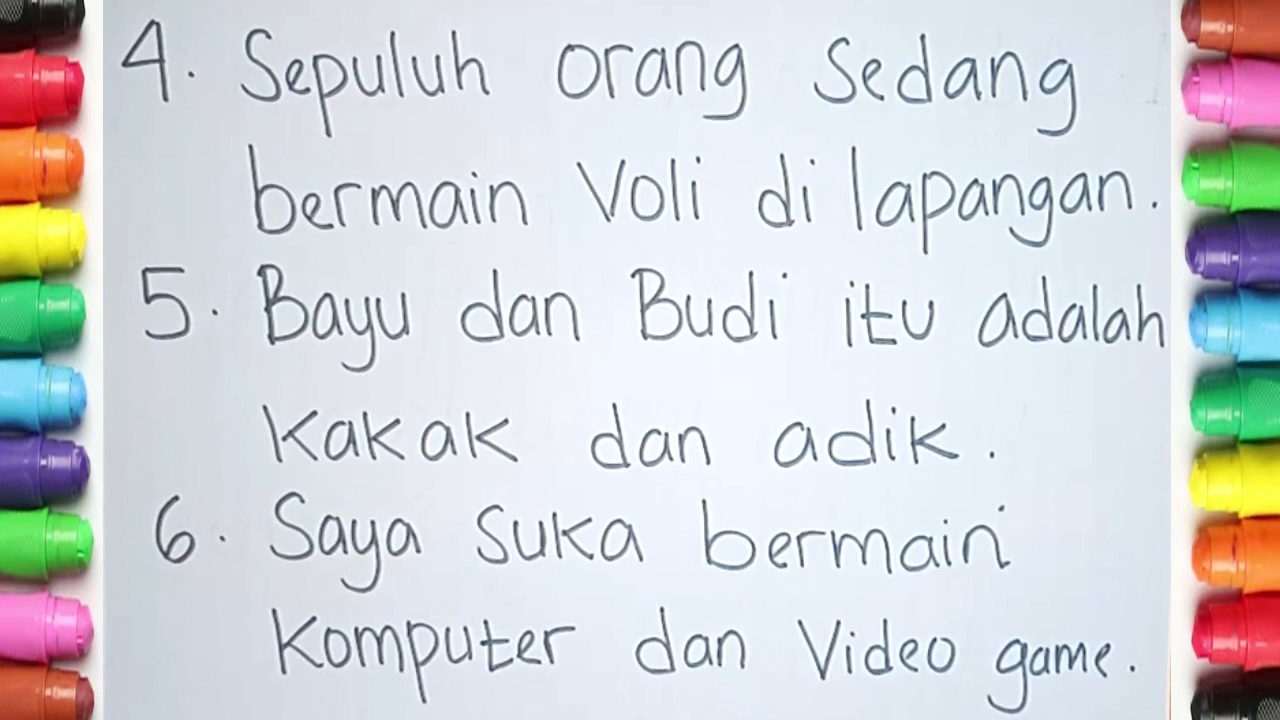 4. Sepuluh orang sedang
bermain voli di lapangan.
5. Bayu dan Budi itu adalah
kakak dan adik.
6. Saya suka bermain
komputer dan video game.